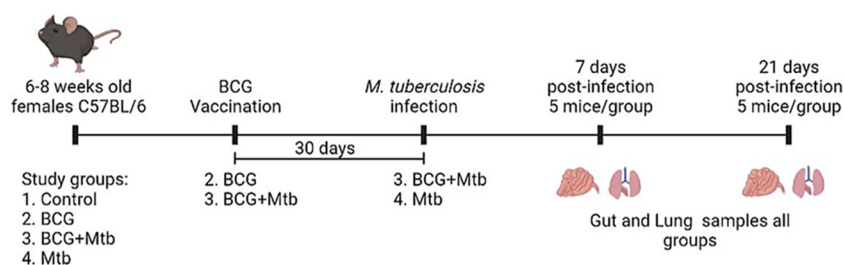 6-8 weeks old
females C57BL/6
BCG
Vaccination
M. tuberculosis
infection
7 days
post-infection
5 mice/group
21 days
post-infection
5 mice/group
30 days
Study groups:
1. Control
2. BCG
3. BCG+Mtb
4. Mtb
2. BCG
3. BCG+Mtb
3. BCG+Mtb
4. Mtb
Gut and Lung samples all
groups